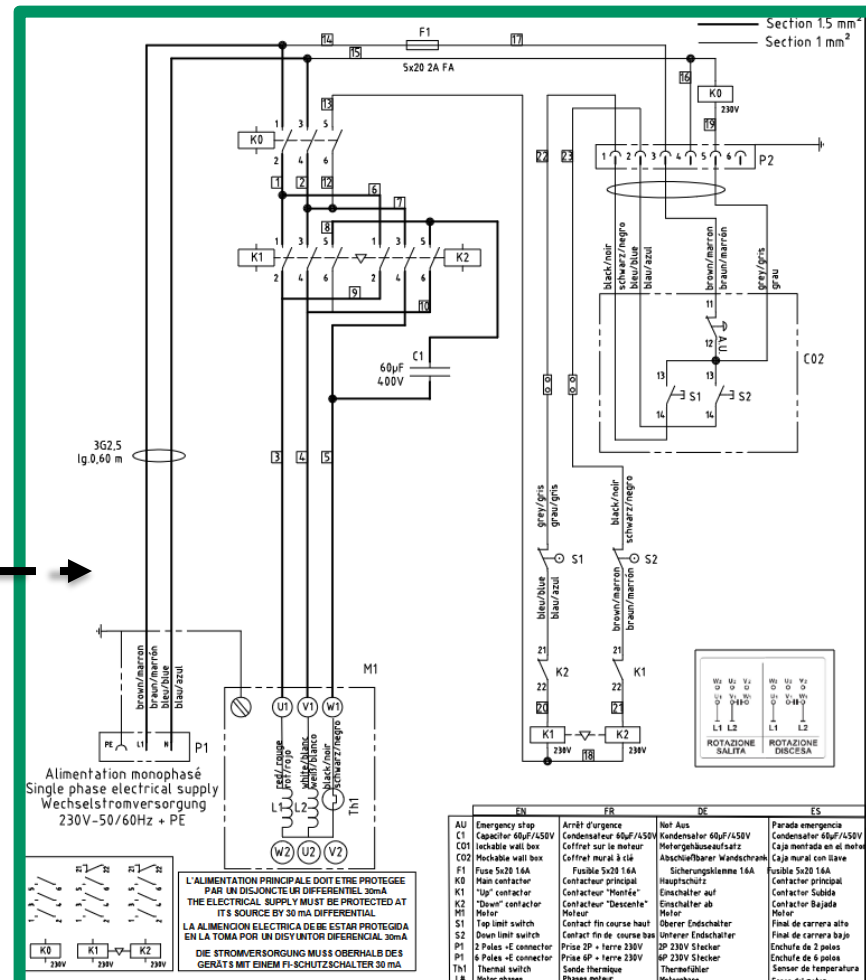 Section 1.5 mm²
Section 1 mm²
14
F1
17
15
5x20 2A FA
16
K0
230V
19
13
1 3 5
K0
2 4 6
1 2 12
6
7
8
22
23
1 2 3 4 5 6
P2
1 3 5 1 3 5
K1
K2
2 4 6 2 4 6
9
10
black/noir
schwarz/negro
bleu/blue
blau/azul
brown/marron
braun/marrón
grey/gris
grau
11
12
A.U.
C02
13 13
S1
S2
14 14
C1
60µF
400V
3G2,5
lg.0,60 m
3
4
5
grey/gris
grau/gris
black/noir
schwarz/negro
S1
S2
bleu/blue
blau/azul
brown/marron
braun/marrón
21 21
K2
K1
22 22
20
21
K1
K2
230V
18
230V
brown/marron
braun/marrón
bleu/blue
blau/azul
PE L1 N
P1
Alimentation monophasé
Single phase electrical supply
Wechselstromversorgung
230V-50/60Hz + PE
M1
U1 V1 W1
red/ rouge
rot/rojo
white/blanc
weiß/blanco
black/noir
schwarz/negro
L1 L2
Th1
W2 U2 V2
W2 U2 V2
L1 L2
ROTAZIONE
SALITA
W2 U2 V2
L1 L2
ROTAZIONE
DISCESA
K0
K1
K2
230V 230V 230V
L'ALIMENTATION PRINCIPALE DOIT ETRE PROTEGEE
PAR UN DISJONCTEUR DIFFERENTIEL 30mA
THE ELECTRICAL SUPPLY MUST BE PROTECTED AT
ITS SOURCE BY 30 mA DIFFERENTIAL
LA ALIMENCION ELECTRICA DEBE ESTAR PROTEGIDA
EN LA TOMA POR UN DISYUNTOR DIFERENCIAL 30mA
DIE STROMVERSORGUNG MUSS OBERHALB DES
GERÄTS MIT EINEM FI-SCHUTZSCHALTER 30 mA
EN FR DE ES
AU Emergency stop Arrêt d'urgence Not Aus Parada emergencia
C1 Capacitor 60µF/450V Condensateur 60µF/450V Kondensator 60µF/450V Condensator 60µF/450V
C01 lockable wall box Coffret sur le moteur Motorgehäuseaufsatz Caja montada en el motor
C02 Mockable wall box Coffret mural à clé Abschließbarer Wandschrank Caja mural con llave
F1 Fuse 5x20 16A Fusible 5x20 16A Sicherungsklemme 16A Fusible 5x20 16A
K0 Main contactor Contacteur principal Hauptschütz Contactor principal
K1 "Up" contactor Contacteur "Montée" Einschalter auf Contactor Subida
K2 "Down" contactor Contacteur "Descente" Einschalter ab Contactor Bajada
M1 Motor Moteur Motor Motor
S1 Top limit switch Contact fin course haut Oberer Endschalter Final de carrera alto
S2 Down limit switch Contact fin de course bas Unterer Endschalter Final de carrera bajo
P1 2 Poles +E connector Prise 2P + terre 230V 2P 230V Stecker Enchufe de 2 polos
P1 6 Poles +E connector Prise 6P + terre 230V 6P 230V Stecker Enchufe de 6 polos
Th1 Thermal switch Sonde thermique Thermofühler Sensor de temperatura